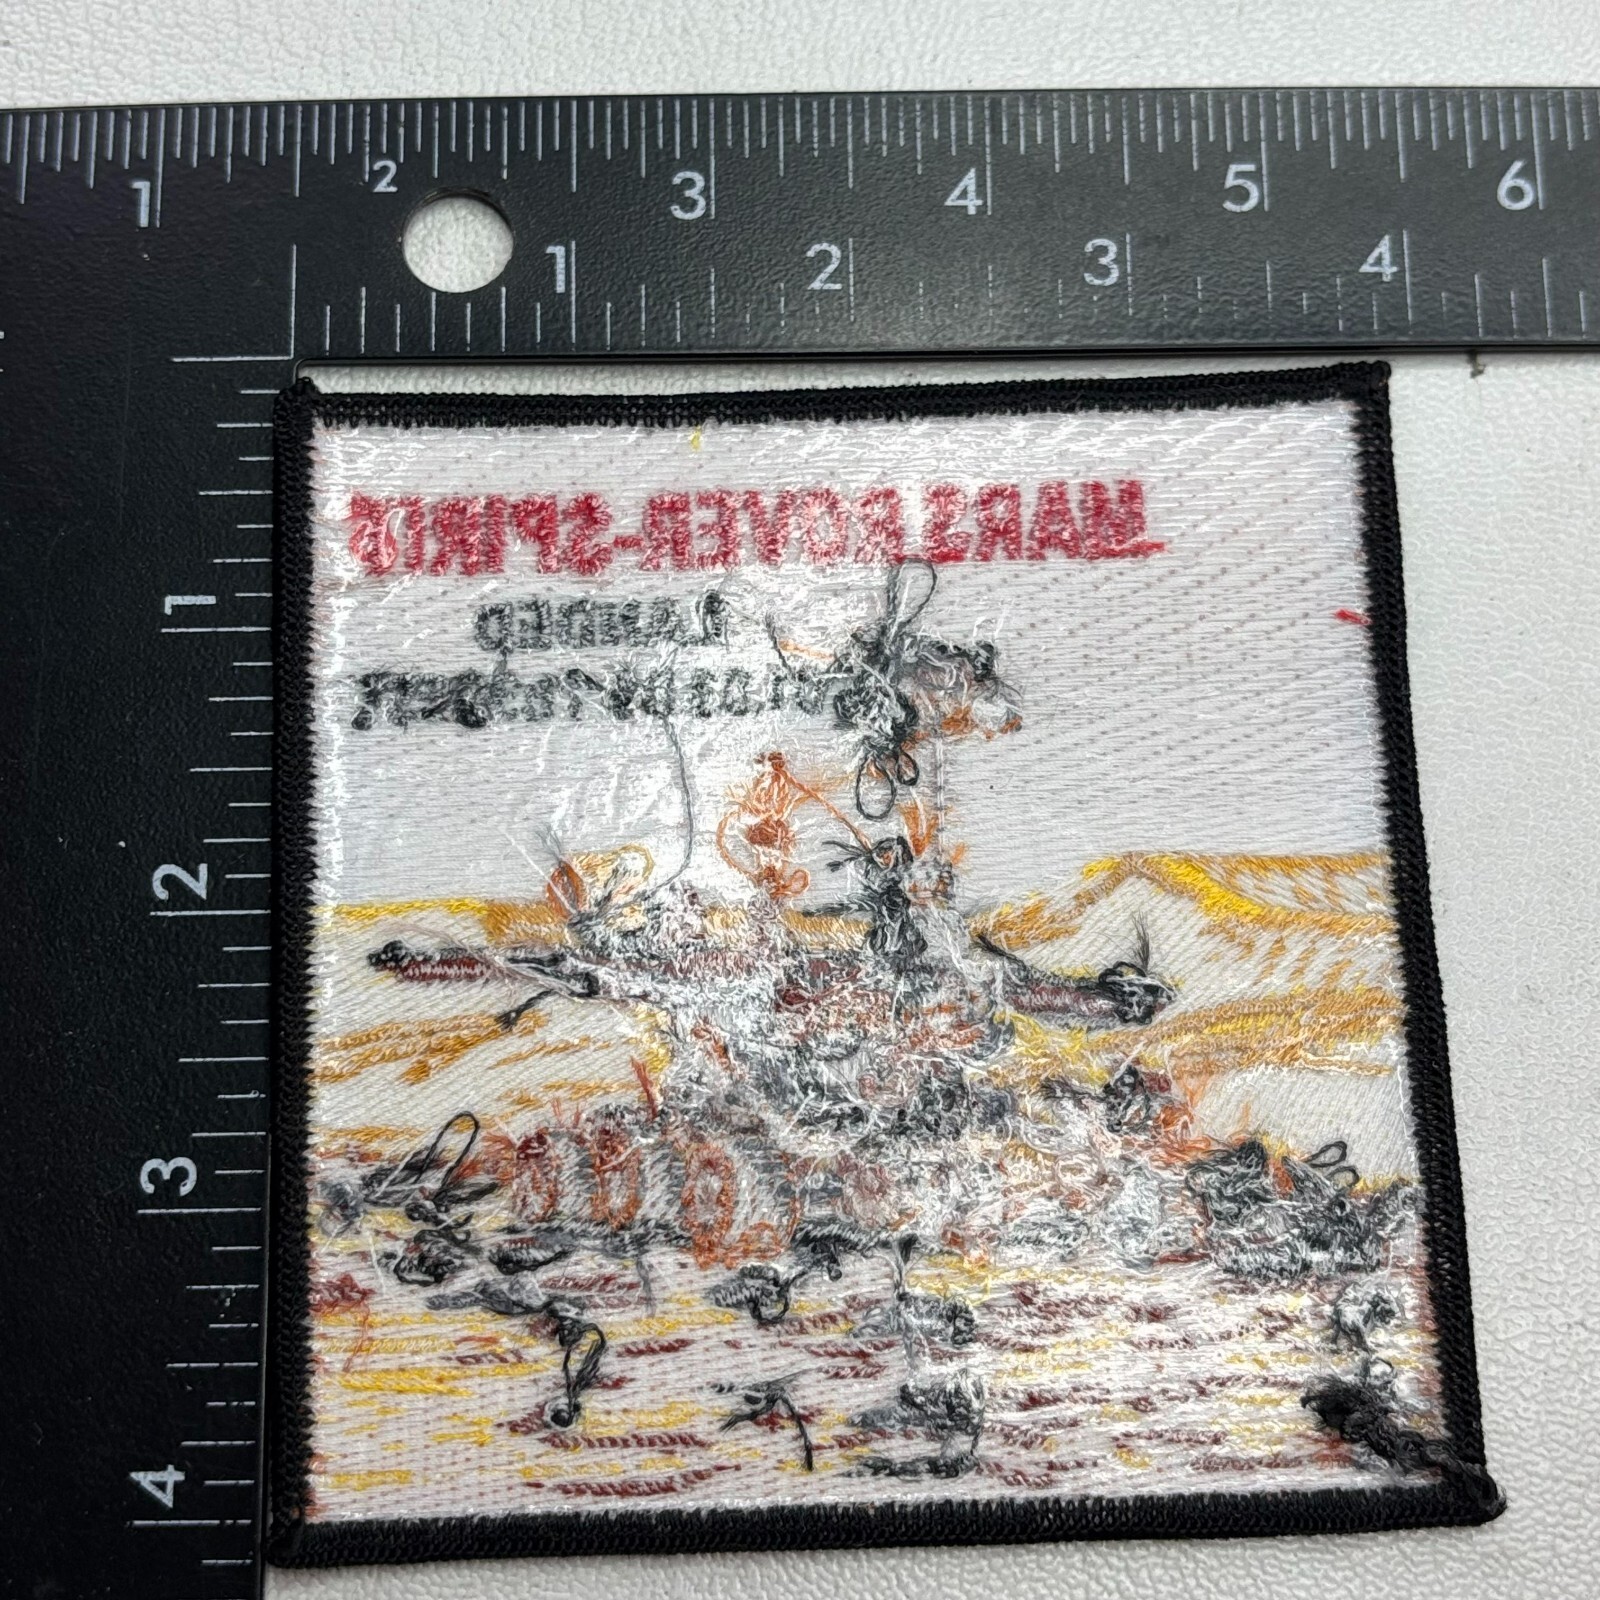 1 2 3 4 5 6
1 2 3 4
MARS ROVER-SPIRIT
LANDED
1
2
3
4